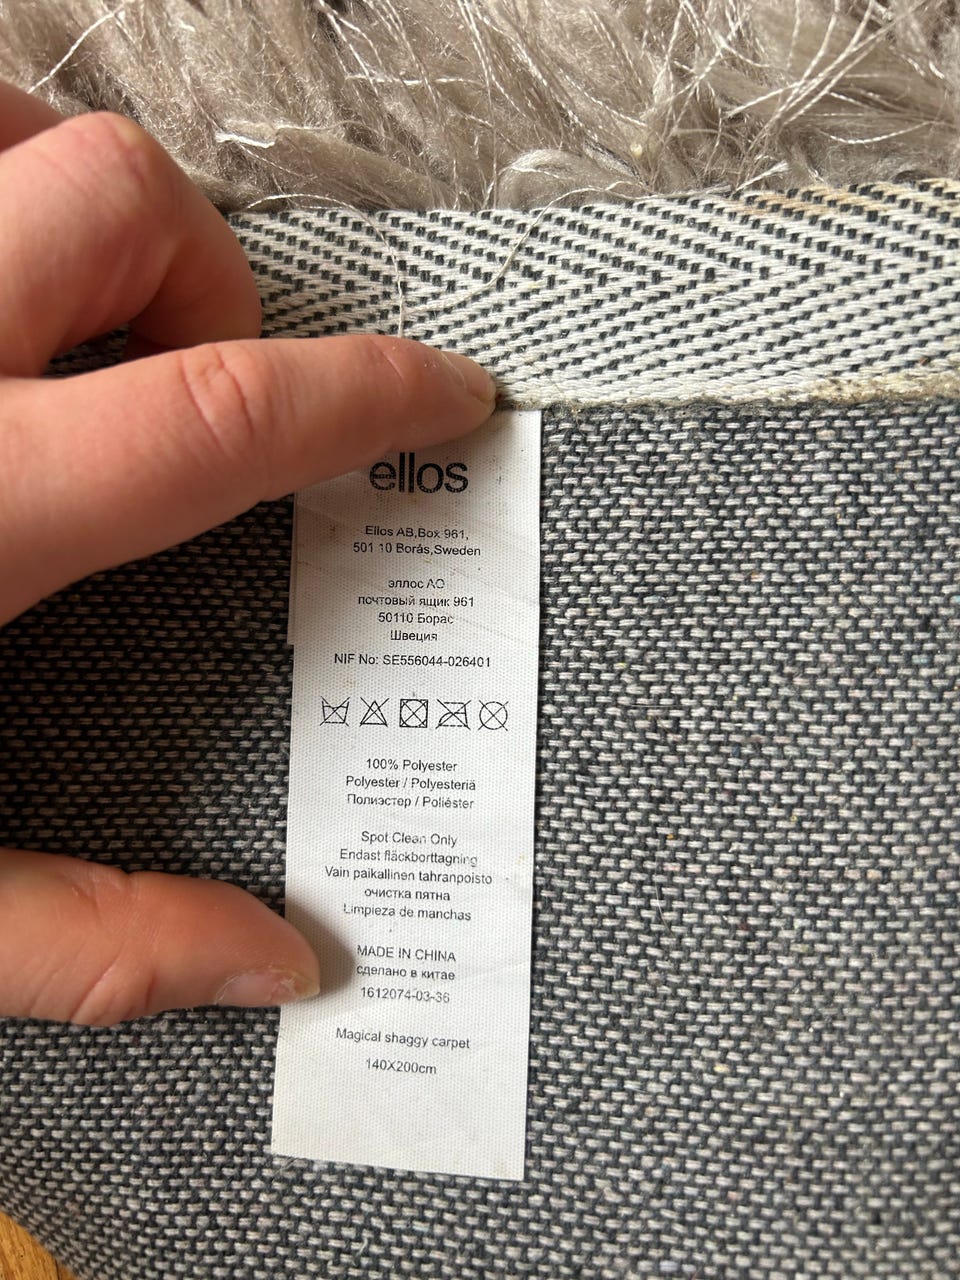 ellos
Ellos AB,Box 961,
501 10 Borås,Sweden
эллос АО
почтовый ящик 961
50110 Борас
Швеция
NIF No: SE556044-026401
100% Polyester
Polyester / Polyesteriä
Полиэстер / Poliéster
Spot Clean Only
Endast fläckborttagning
Vain paikallinen tahranpoisto
очистка пятна
Limpieza de manchas
MADE IN CHINA
сделано в китае
1612074-03-36
Magical shaggy carpet
140X200cm